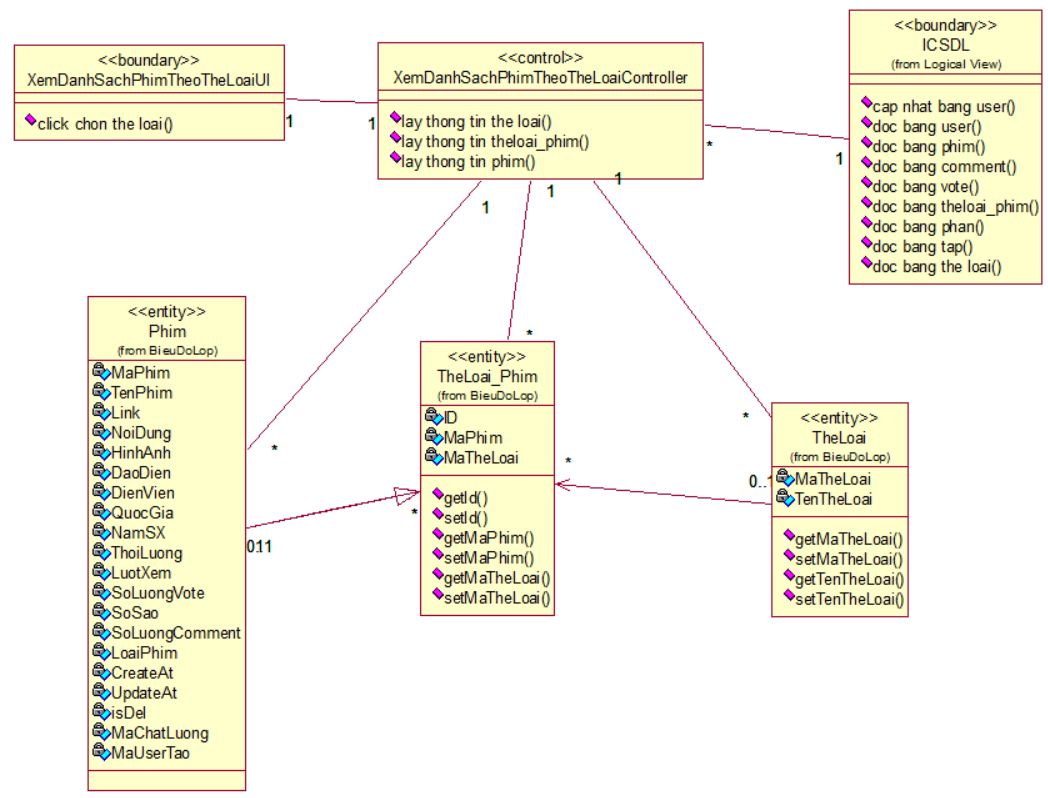 <<boundary>>
XemDanhSachPhimTheoTheLoaiUI
click chon the loai()
1
1
<<control>>
XemDanhSachPhimTheoTheLoaiController
lay thong tin the loai()
lay thong tin theloai_phim()
lay thong tin phim()
*
1
<<boundary>>
ICSDL
(from Logical View)
cap nhat bang user()
doc bang user()
doc bang phim()
doc bang comment()
doc bang vote()
doc bang theloai_phim()
doc bang phan()
doc bang tap()
doc bang the loai()
1
1
1
*
*
*
<<entity>>
Phim
(from BieuDoLop)
MaPhim
TenPhim
Link
NoiDung
HinhAnh
DaoDien
DienVien
QuocGia
NamSX
ThoiLuong
LuotXem
SoLuongVote
SoSao
SoLuongComment
LoaiPhim
CreateAt
UpdateAt
isDel
MaChatLuong
MaUserTao
011
*
<<entity>>
TheLoai_Phim
(from BieuDoLop)
ID
MaPhim
MaTheLoai
getId()
setId()
getMaPhim()
setMaPhim()
getMaTheLoai()
setMaTheLoai()
*
0..1
<<entity>>
TheLoai
(from BieuDoLop)
MaTheLoai
TenTheLoai
getMaTheLoai()
setMaTheLoai()
getTenTheLoai()
setTenTheLoai()